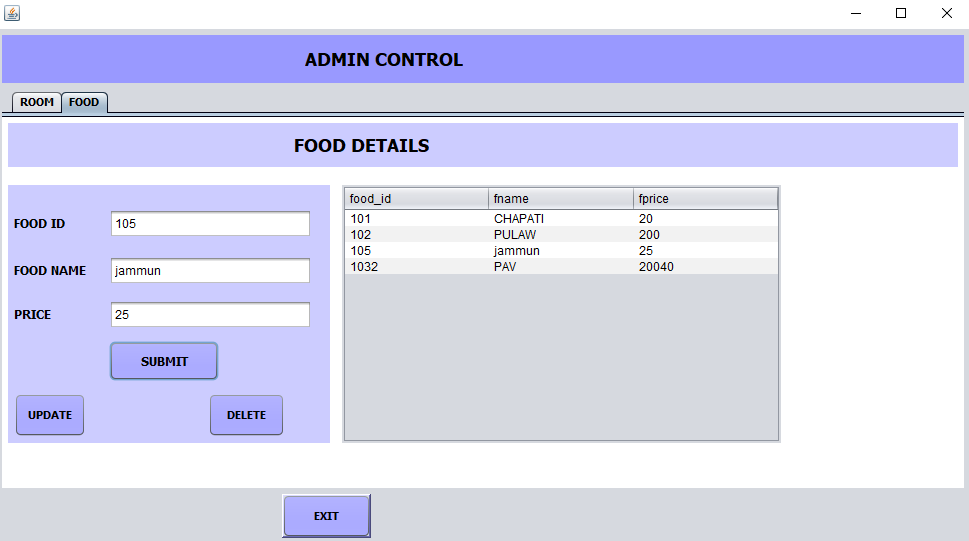 ADMIN CONTROL
ROOM FOOD
FOOD DETAILS
FOOD ID 105
FOOD NAME jammun
PRICE 25
SUBMIT
UPDATE DELETE
food_id fname fprice
101 CHAPATI 20
102 PULAW 200
105 jammun 25
1032 PAV 20040
EXIT